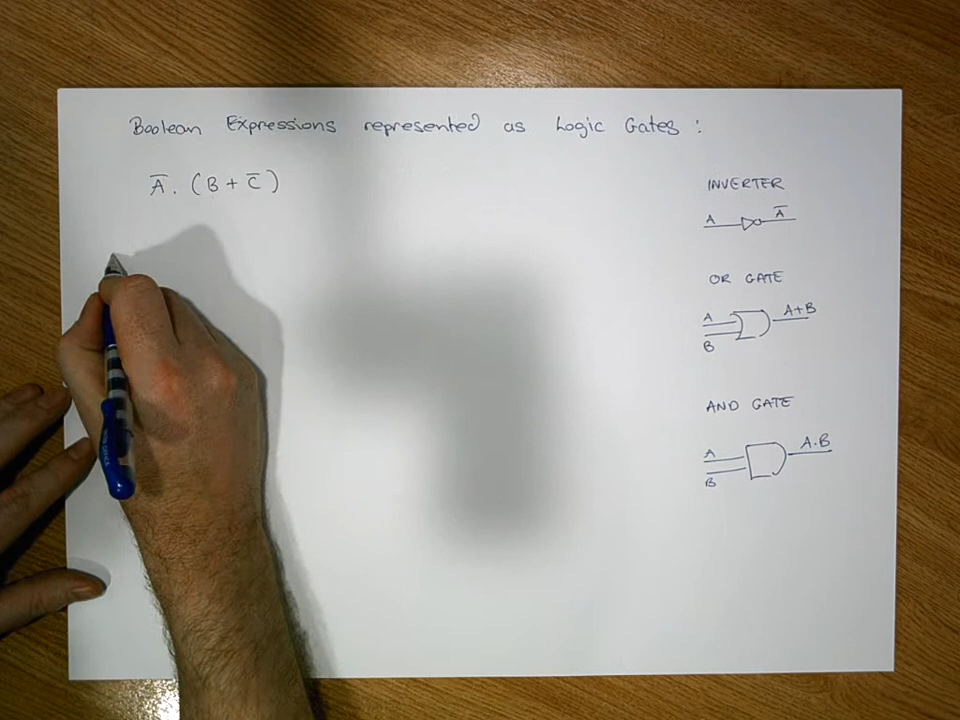 Boolean Expressions represented as Logic Gates :
A̅ . (B + C̅)
INVERTER
A A̅
OR GATE
A A+B
B
AND GATE
A A.B
B